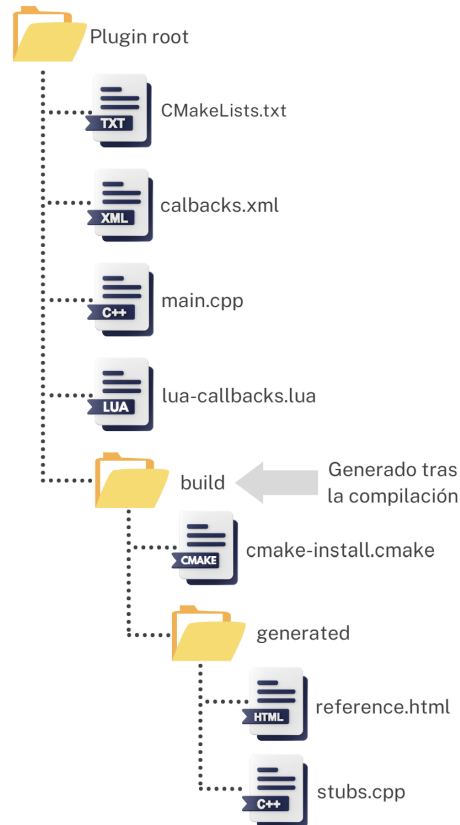 Plugin root
TXT
CMakeLists.txt
XML
calbacks.xml
C++
main.cpp
LUA
lua-callbacks.lua
build
Generado tras
la compilación
CMAKE
cmake-install.cmake
generated
HTML
reference.html
C++
stubs.cpp